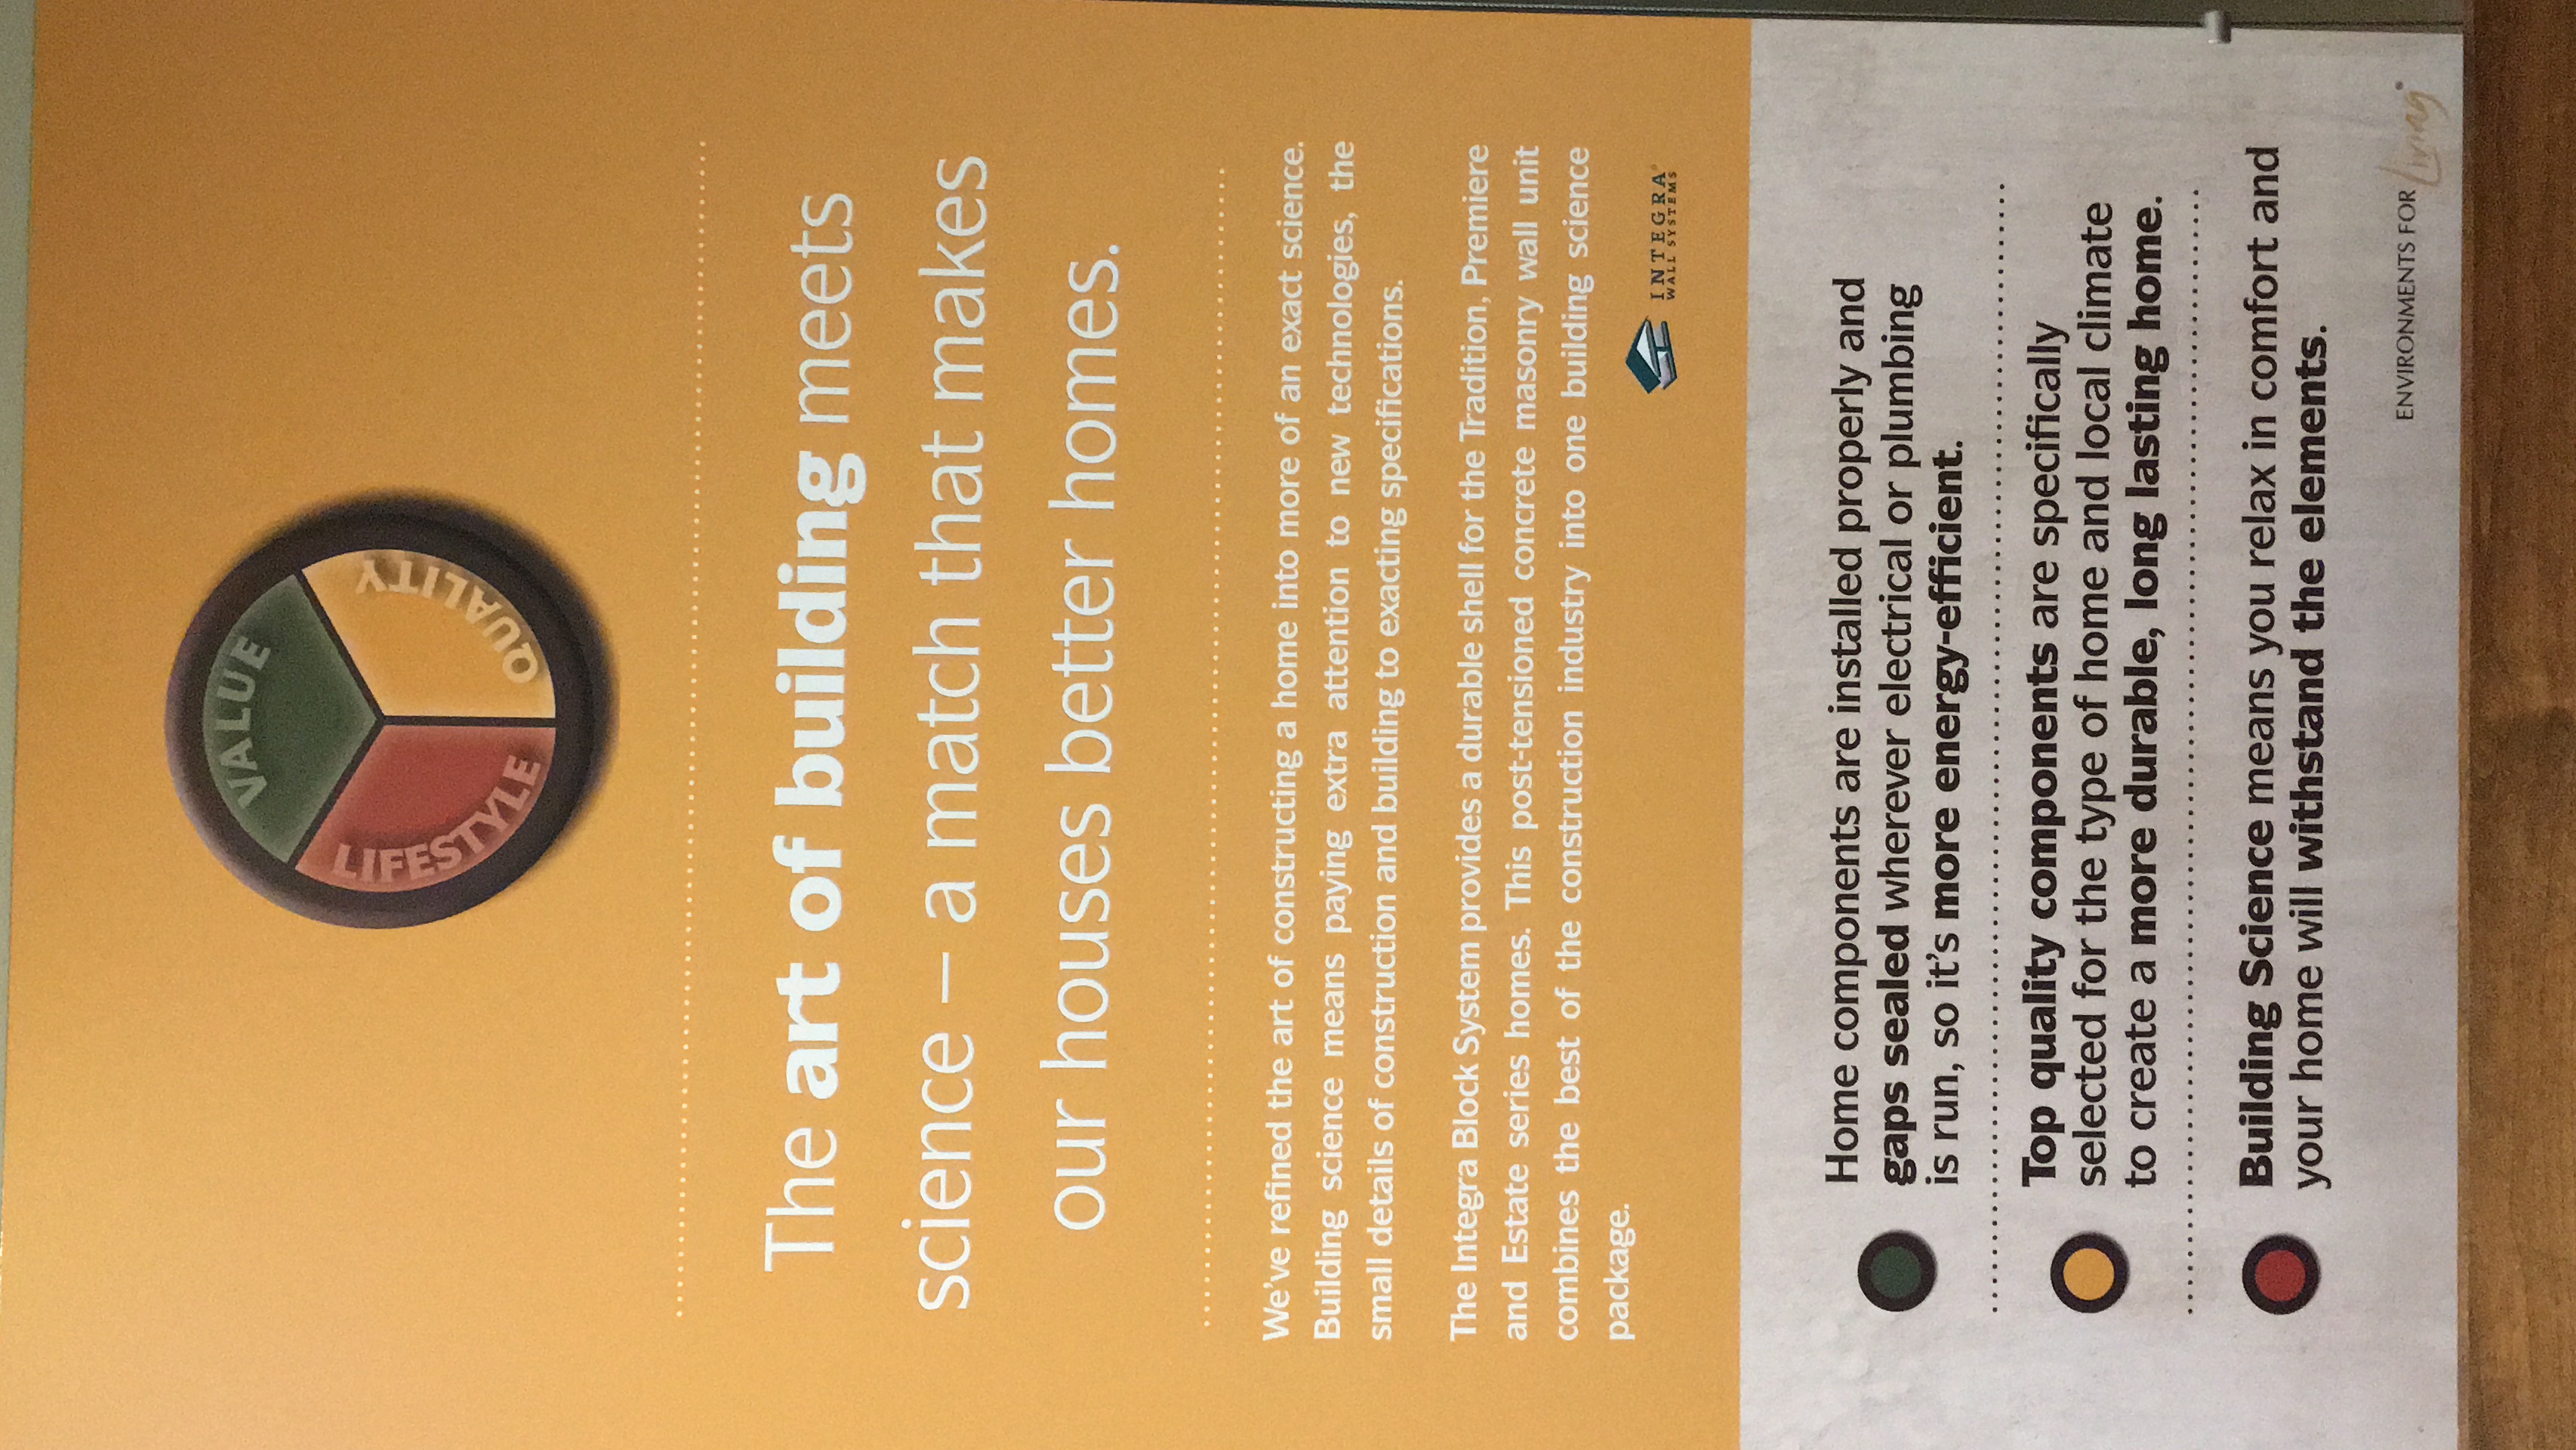 VALUE
LIFESTYLE
QUALITY
The art of building meets
science – a match that makes
our houses better homes.
We've refined the art of constructing a home into more of an exact science.
Building science means paying extra attention to new technologies, the
small details of construction and building to exacting specifications.
The Integra Block System provides a durable shell for the Tradition, Premiere
and Estate series homes. This post-tensioned concrete masonry wall unit
combines the best of the construction industry into one building science
package.
INTEGRA®
WALL SYSTEMS
Home components are installed properly and
gaps sealed wherever electrical or plumbing
is run, so it's more energy-efficient.
Top quality components are specifically
selected for the type of home and local climate
to create a more durable, long lasting home.
Building Science means you relax in comfort and
your home will withstand the elements.
ENVIRONMENTS FOR Living®